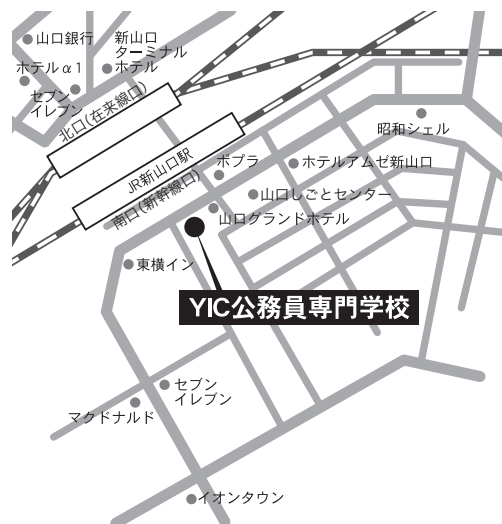 山口銀行
新山口
ターミナル
ホテル
ホテルα1
セブン
イレブン
北口(在来線口)
JR新山口駅
南口(新幹線口)
昭和シェル
ポプラ
ホテルアムゼ新山口
山口しごとセンター
山口グランドホテル
東横イン
YIC公務員専門学校
セブン
イレブン
マクドナルド
イオンタウン